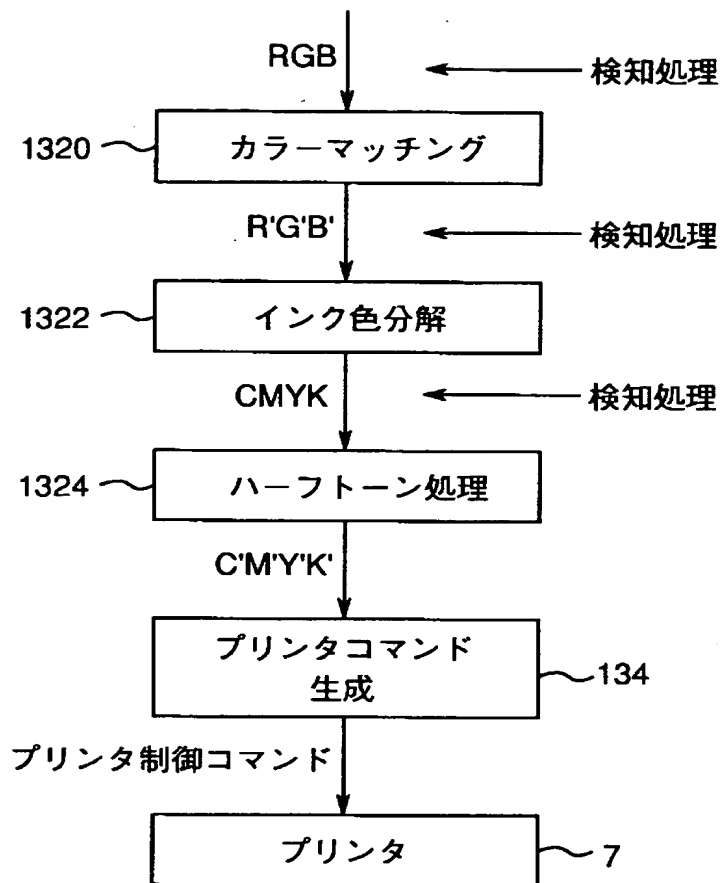 RGB
検知処理
1320
カラーマッチング
R'G'B'
検知処理
1322
インク色分解
CMYK
検知処理
1324
ハーフトーン処理
C'M'Y'K'
プリンタコマンド
生成
134
プリンタ制御コマンド
プリンタ
7